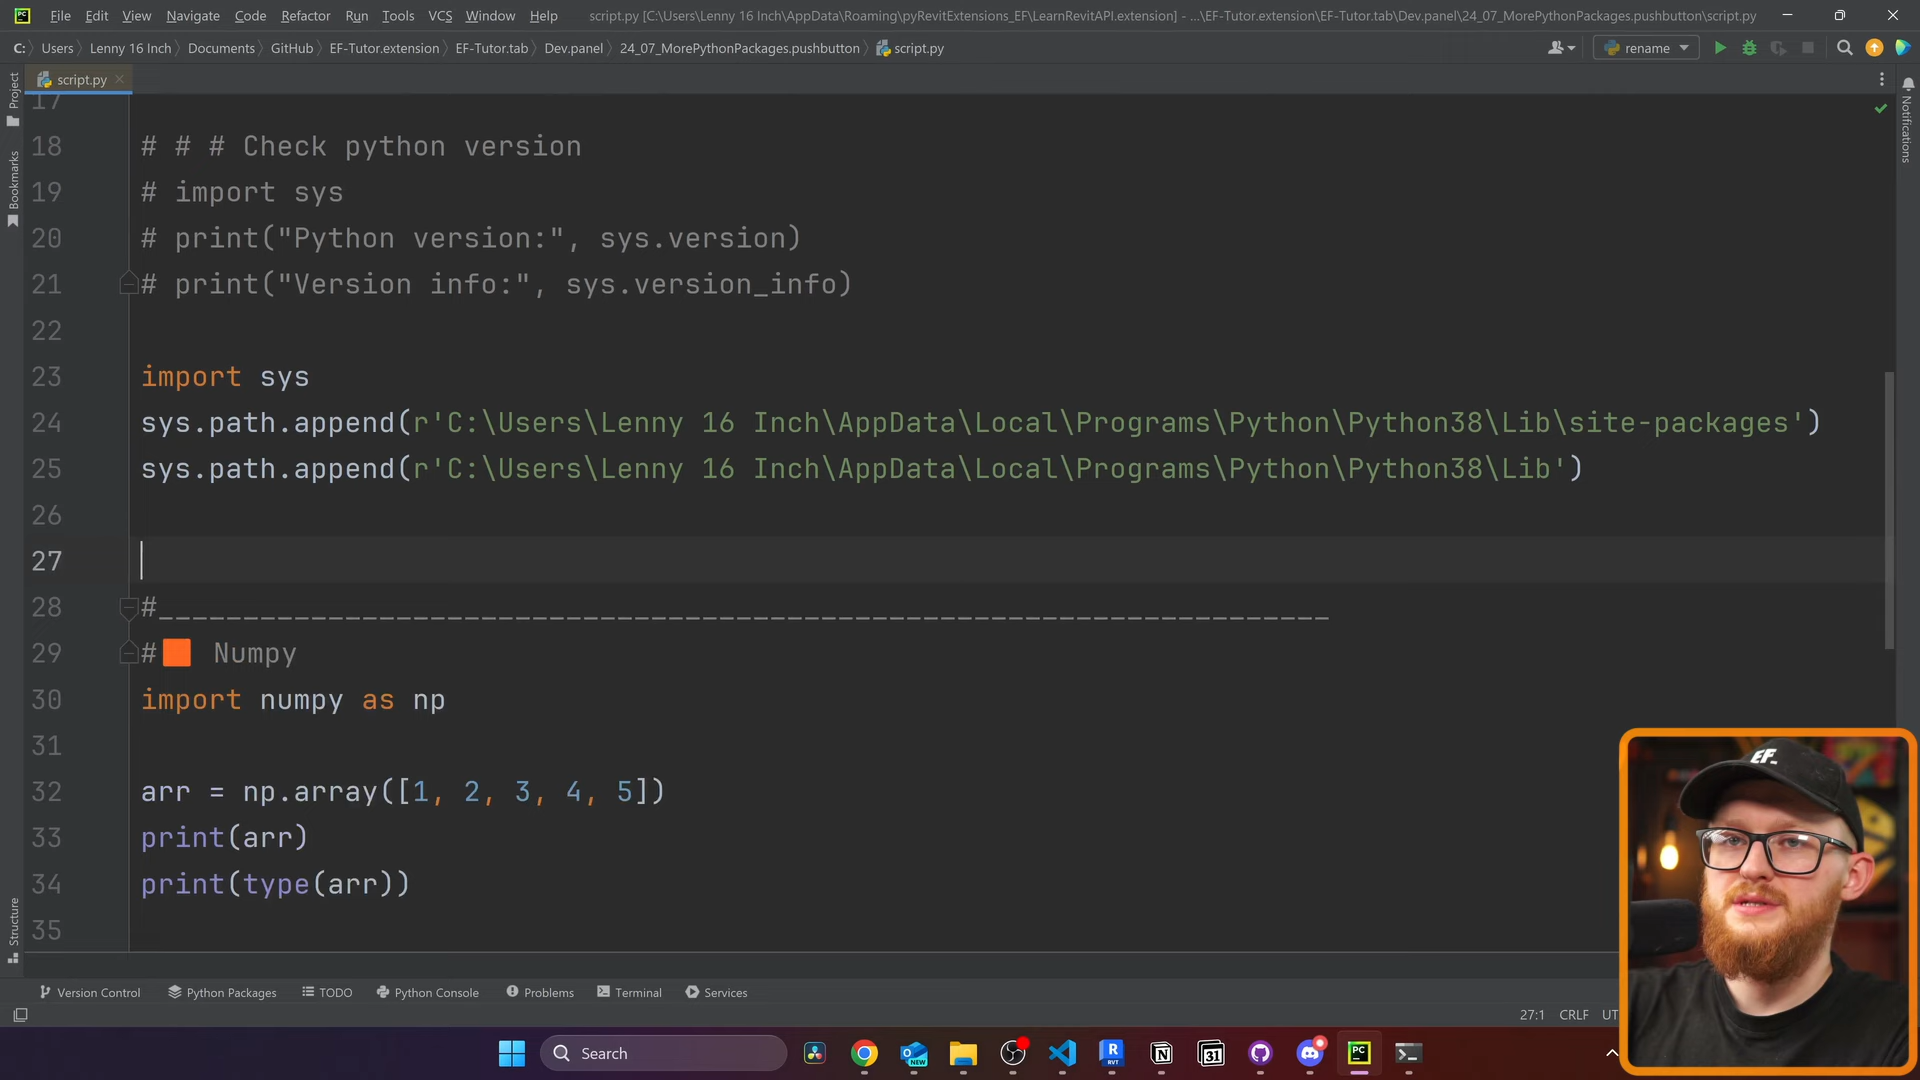 PC File Edit View Navigate Code Refactor Run Tools VCS Window Help script.py [C:\Users\Lenny 16 Inch\AppData\Roaming\pyRevitExtensions_EF\LearnRevitAPI.extension] - ...\EF-Tutor.extension\EF-Tutor.tab\Dev.panel\24_07_MorePythonPackages.pushbutton\script.py
C: Users Lenny 16 Inch Documents GitHub EF-Tutor.extension EF-Tutor.tab Dev.panel 24_07_MorePythonPackages.pushbutton script.py rename
script.py
Project
Bookmarks
Structure
Notifications
17
18 # # # Check python version
19 # import sys
20 # print("Python version:", sys.version)
21 # print("Version info:", sys.version_info)
22
23 import sys
24 sys.path.append(r'C:\Users\Lenny 16 Inch\AppData\Local\Programs\Python\Python38\Lib\site-packages')
25 sys.path.append(r'C:\Users\Lenny 16 Inch\AppData\Local\Programs\Python\Python38\Lib')
26
27
28 #_____________________________________________________________________
29 # Numpy
30 import numpy as np
31
32 arr = np.array([1, 2, 3, 4, 5])
33 print(arr)
34 print(type(arr))
35
EF_
Version Control Python Packages TODO Python Console Problems Terminal Services
27:1 CRLF UT
Search NEW R RVT 31 PC